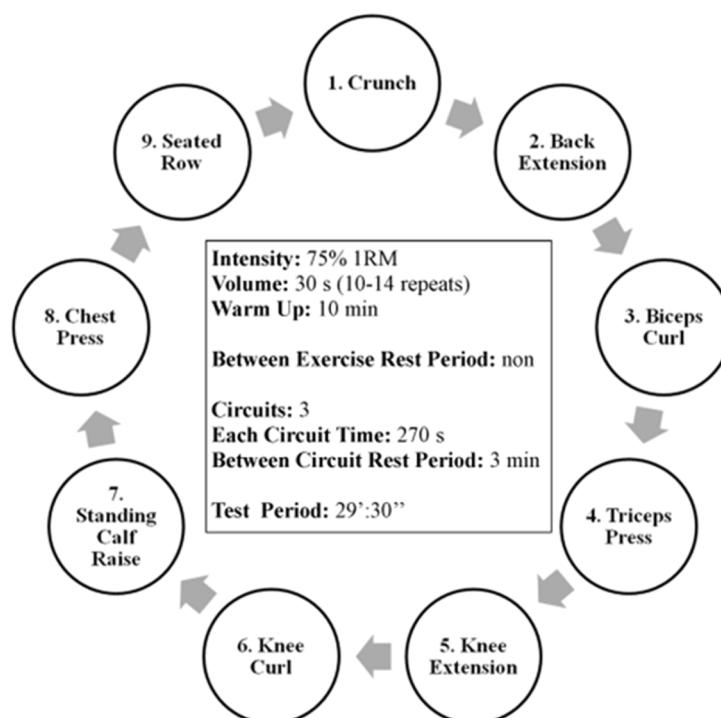 1. Crunch
2. Back
Extension
3. Biceps
Curl
4. Triceps
Press
5. Knee
Extension
6. Knee
Curl
7.
Standing
Calf
Raise
8. Chest
Press
9. Seated
Row
Intensity: 75% 1RM
Volume: 30 s (10-14 repeats)
Warm Up: 10 min
Between Exercise Rest Period: non
Circuits: 3
Each Circuit Time: 270 s
Between Circuit Rest Period: 3 min
Test Period: 29’:30’’